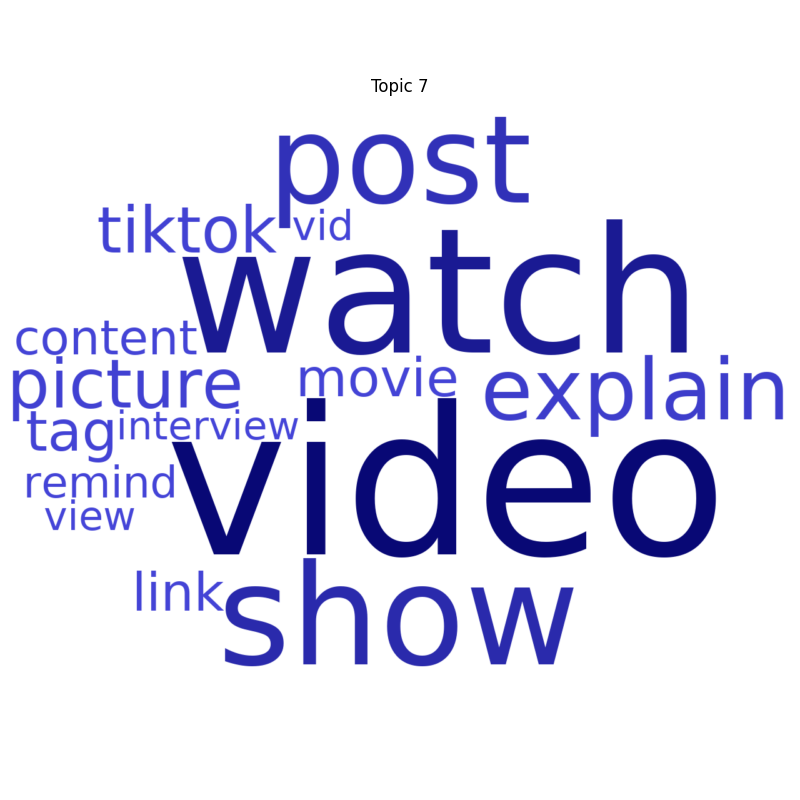 Topic 7
post
tiktok vid
watch
content
movie
picture explain
tag interview
video
remind
view
link
show